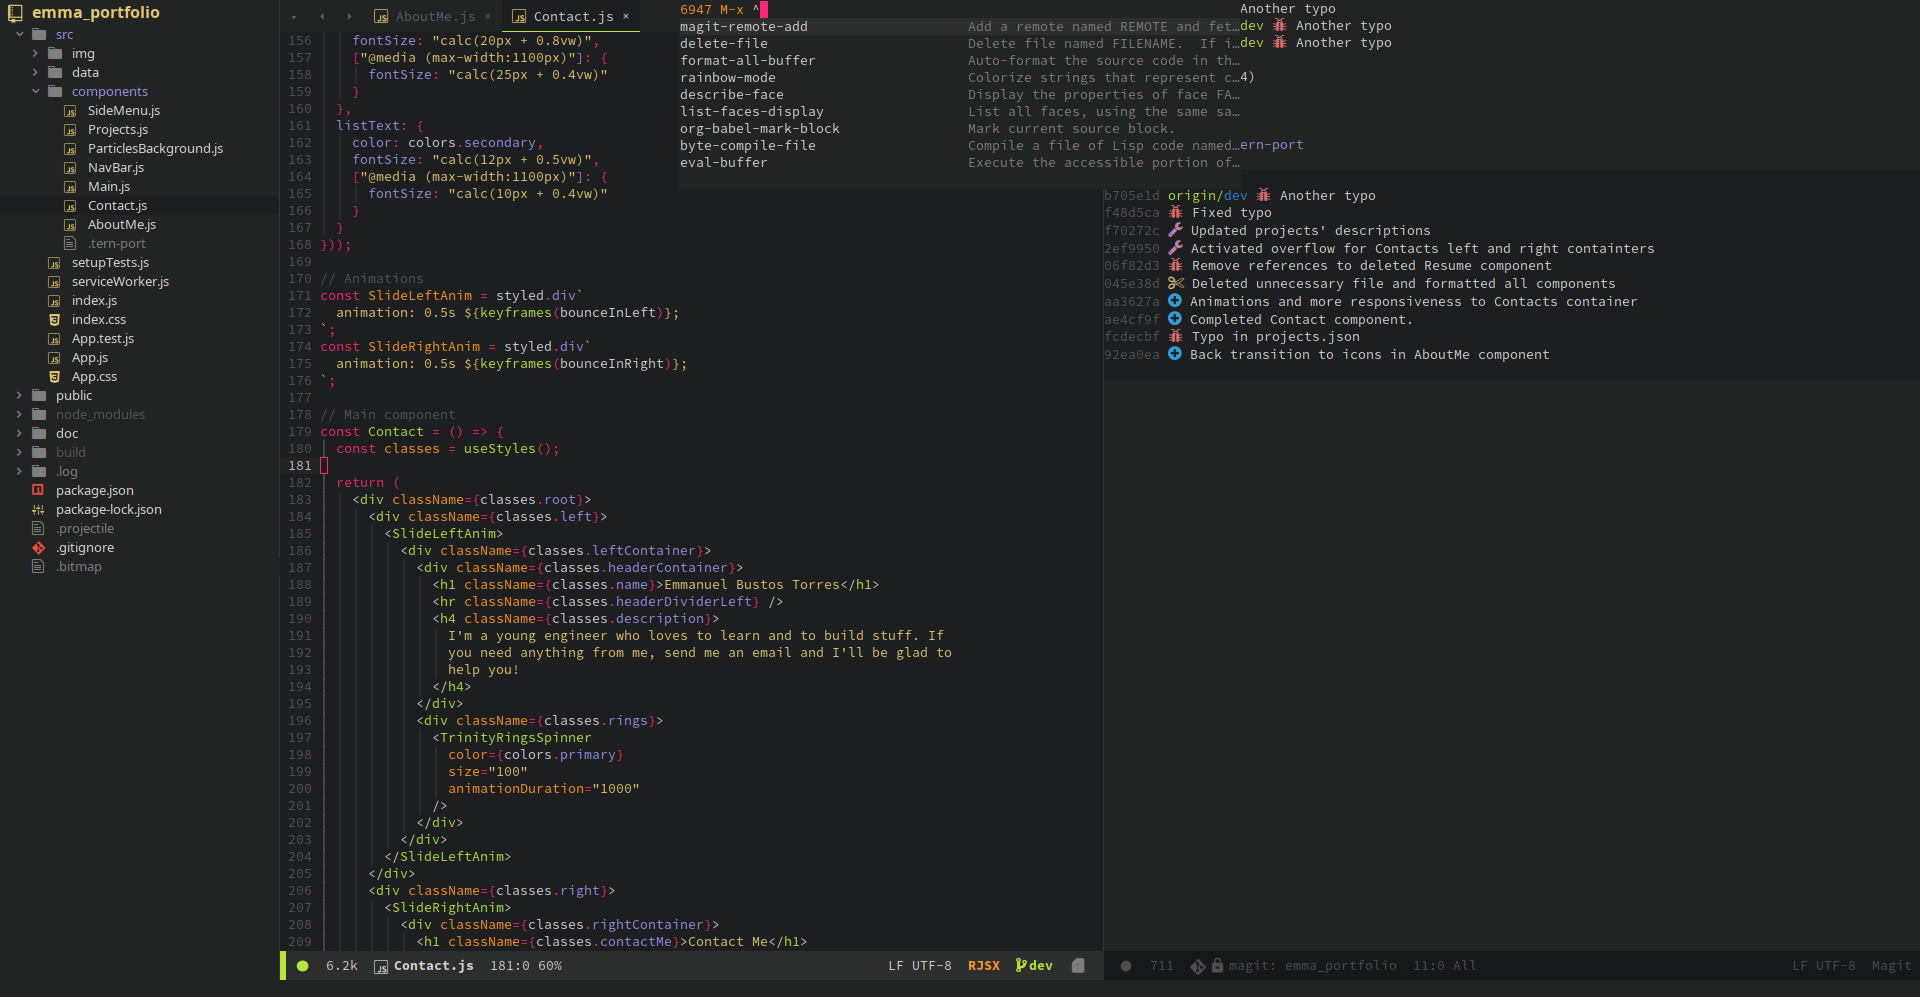 emma_portfolio
src
img
data
components
SideMenu.js
Projects.js
ParticlesBackground.js
NavBar.js
Main.js
Contact.js
AboutMe.js
.tern-port
setupTests.js
serviceWorker.js
index.js
index.css
App.test.js
App.js
App.css
public
node_modules
doc
build
.log
package.json
package-lock.json
.projectile
.gitignore
.bitmap
AboutMe.js ×
Contact.js ×
156 fontSize: "calc(20px + 0.8vw)",
157 ["@media (max-width:1100px)"]: {
158 fontSize: "calc(25px + 0.4vw)"
159 }
160 },
161 listText: {
162 color: colors.secondary,
163 fontSize: "calc(12px + 0.5vw)",
164 ["@media (max-width:1100px)"]: {
165 fontSize: "calc(10px + 0.4vw)"
166 }
167 }
168 }));
169
170 // Animations
171 const SlideLeftAnim = styled.div`
172 animation: 0.5s ${keyframes(bounceInLeft)};
173 `;
174 const SlideRightAnim = styled.div`
175 animation: 0.5s ${keyframes(bounceInRight)};
176 `;
177
178 // Main component
179 const Contact = () => {
180 const classes = useStyles();
181
182 return (
183 <div className={classes.root}>
184 <div className={classes.left}>
185 <SlideLeftAnim>
186 <div className={classes.leftContainer}>
187 <div className={classes.headerContainer}>
188 <h1 className={classes.name}>Emmanuel Bustos Torres</h1>
189 <hr className={classes.headerDividerLeft} />
190 <h4 className={classes.description}>
191 I'm a young engineer who loves to learn and to build stuff. If
192 you need anything from me, send me an email and I'll be glad to
193 help you!
194 </h4>
195 </div>
196 <div className={classes.rings}>
197 <TrinityRingsSpinner
198 color={colors.primary}
199 size="100"
200 animationDuration="1000"
201 />
202 </div>
203 </div>
204 </SlideLeftAnim>
205 </div>
206 <div className={classes.right}>
207 <SlideRightAnim>
208 <div className={classes.rightContainer}>
209 <h1 className={classes.contactMe}>Contact Me</h1>
6.2k Contact.js 181:0 60% LF UTF-8 RJSX dev
6947 M-x ^
magit-remote-add Add a remote named REMOTE and fet…
delete-file Delete file named FILENAME. If i…
format-all-buffer Auto-format the source code in th…
rainbow-mode Colorize strings that represent c…
describe-face Display the properties of face FA…
list-faces-display List all faces, using the same sa…
org-babel-mark-block Mark current source block.
byte-compile-file Compile a file of Lisp code named…
eval-buffer Execute the accessible portion of…
Another typo
dev Another typo
dev Another typo
4)
ern-port
b705e1d origin/dev Another typo
f48d5ca Fixed typo
f70272c Updated projects' descriptions
2ef9950 Activated overflow for Contacts left and right containters
06f82d3 Remove references to deleted Resume component
045e38d Deleted unnecessary file and formatted all components
aa3627a Animations and more responsiveness to Contacts container
ae4cf9f Completed Contact component.
fcdecbf Typo in projects.json
92ea0ea Back transition to icons in AboutMe component
711 magit: emma_portfolio 11:0 All LF UTF-8 Magit